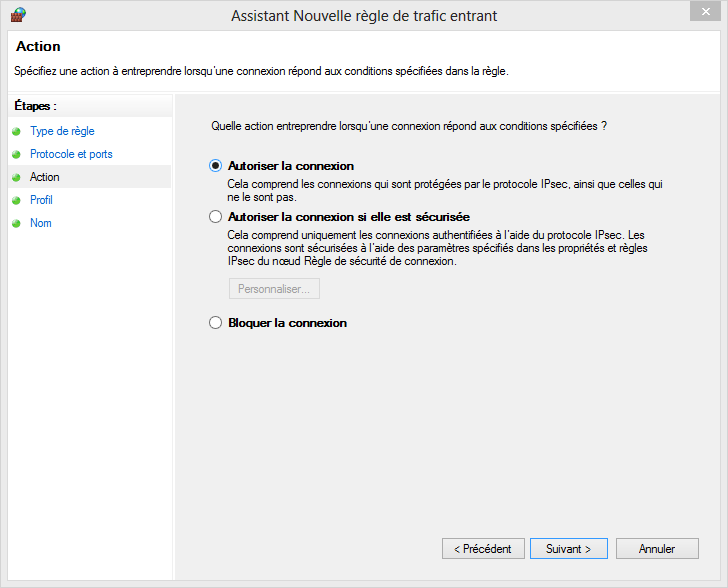 Assistant Nouvelle règle de trafic entrant
Action
Spécifiez une action à entreprendre lorsqu'une connexion répond aux conditions spécifiées dans la règle.
Étapes :
Type de règle
Protocole et ports
Action
Profil
Nom
Quelle action entreprendre lorsqu'une connexion répond aux conditions spécifiées ?
Autoriser la connexion
Cela comprend les connexions qui sont protégées par le protocole IPsec, ainsi que celles qui
ne le sont pas.
Autoriser la connexion si elle est sécurisée
Cela comprend uniquement les connexions authentifiées à l'aide du protocole IPsec. Les
connexions sont sécurisées à l'aide des paramètres spécifiés dans les propriétés et règles
IPsec du nœud Règle de sécurité de connexion.
Personnaliser...
Bloquer la connexion
< Précédent
Suivant >
Annuler